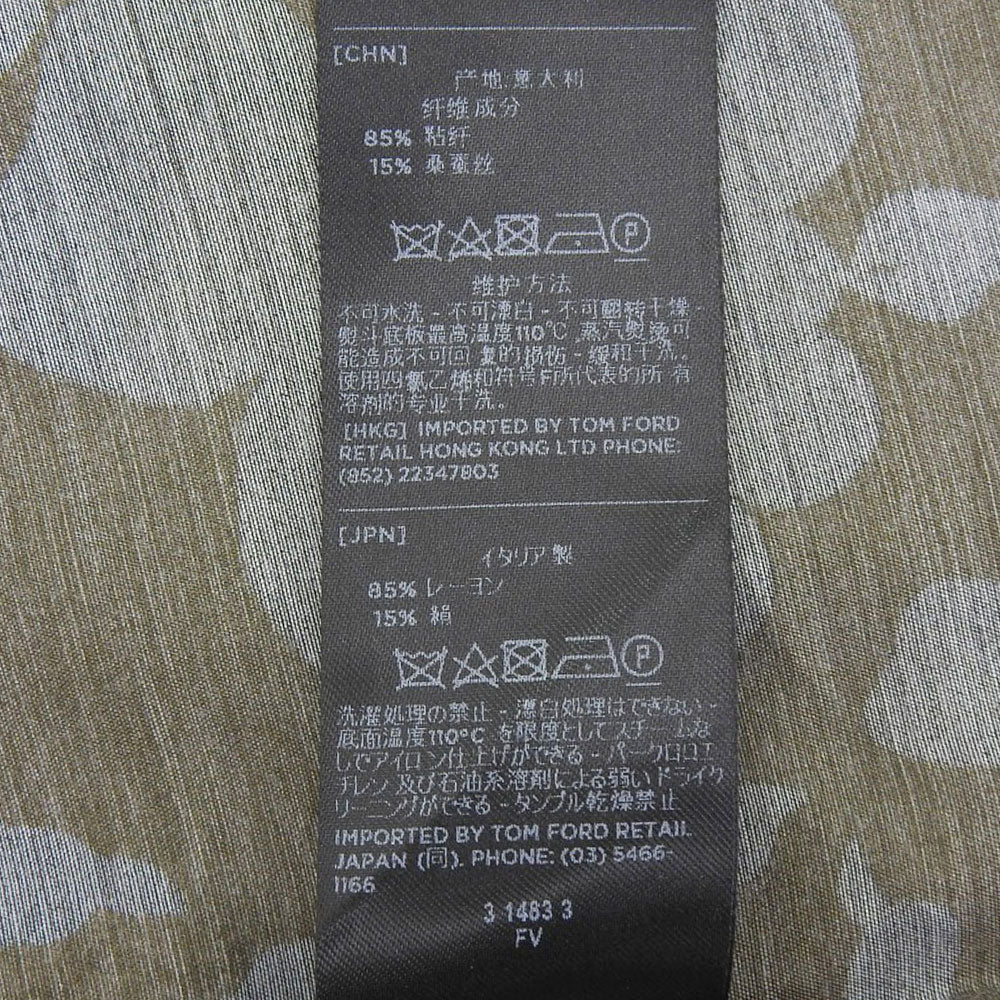 [CHN]
产地:意大利
纤维成分
85% 粘纤
15% 桑蚕丝
P
维护方法
不可水洗 - 不可漂白 - 不可翻转干燥
熨斗底板最高温度110℃,蒸汽熨烫可
能造成不可回复的损伤 - 缓和干洗。
使用四氯乙烯和符号F所代表的所有
溶剂的专业干洗。
[HKG] IMPORTED BY TOM FORD
RETAIL HONG KONG LTD PHONE:
(852) 22347803
[JPN]
イタリア製
85% レーヨン
15% 絹
P
洗濯処理の禁止 - 漂白処理はできない -
底面温度110°C を限度としてスチームな
しでアイロン仕上げができる - パークロロエ
チレン及び石油系溶剤による弱いドライク
リーニングができる - タンブル乾燥禁止
IMPORTED BY TOM FORD RETAIL
JAPAN (同). PHONE: (03) 5466-
1166
3 1483 3
FV